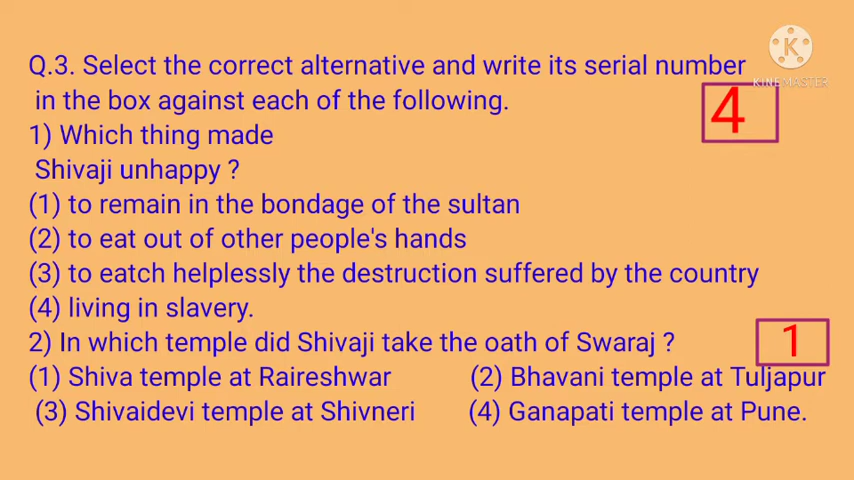 Q.3. Select the correct alternative and write its serial number
in the box against each of the following.
K
KINEMASTER
4
1) Which thing made
Shivaji unhappy ?
(1) to remain in the bondage of the sultan
(2) to eat out of other people's hands
(3) to eatch helplessly the destruction suffered by the country
(4) living in slavery.
2) In which temple did Shivaji take the oath of Swaraj ?
1
(1) Shiva temple at Raireshwar (2) Bhavani temple at Tuljapur
(3) Shivaidevi temple at Shivneri (4) Ganapati temple at Pune.